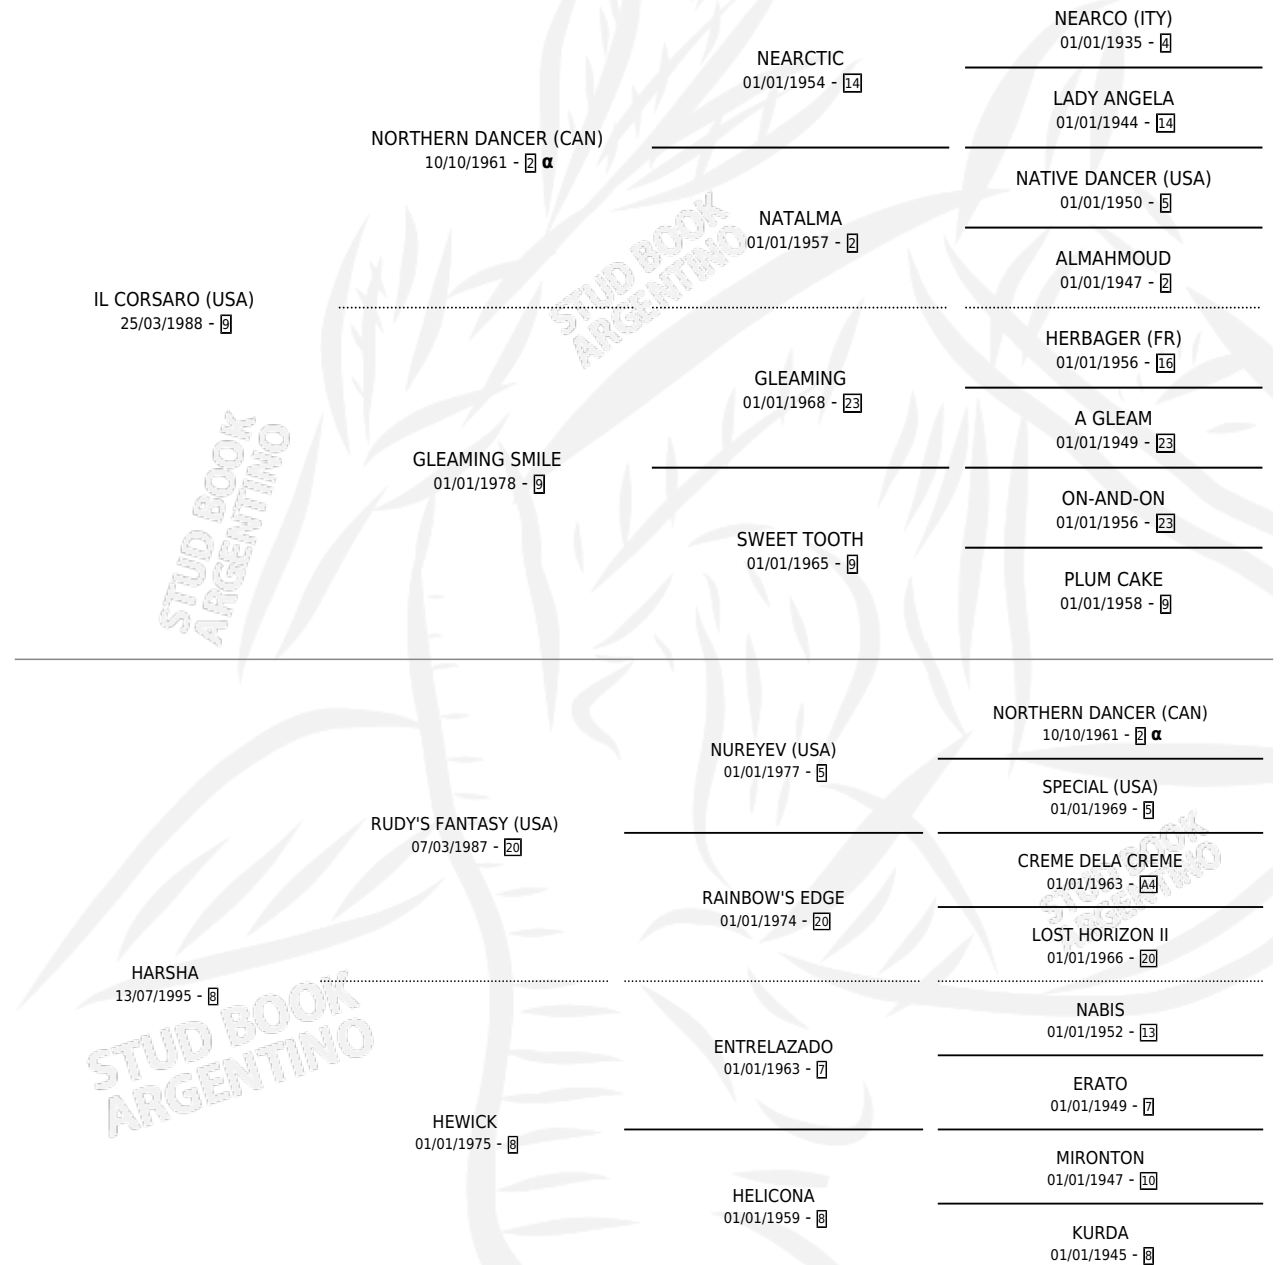 NEARCO (ITY)
01/01/1935 - 4
NEARCTIC
01/01/1954 - 14
LADY ANGELA
01/01/1944 - 14
NORTHERN DANCER (CAN)
10/10/1961 - 2 α
NATIVE DANCER (USA)
01/01/1950 - 5
NATALMA
01/01/1957 - 2
ALMAHMOUD
01/01/1947 - 2
IL CORSARO (USA)
25/03/1988 - 9
HERBAGER (FR)
01/01/1956 - 16
GLEAMING
01/01/1968 - 23
A GLEAM
01/01/1949 - 23
GLEAMING SMILE
01/01/1978 - 9
ON-AND-ON
01/01/1956 - 23
SWEET TOOTH
01/01/1965 - 9
PLUM CAKE
01/01/1958 - 9
NORTHERN DANCER (CAN)
10/10/1961 - 2 α
NUREYEV (USA)
01/01/1977 - 5
SPECIAL (USA)
01/01/1969 - 5
RUDY'S FANTASY (USA)
07/03/1987 - 20
CREME DELA CREME
01/01/1963 - A4
RAINBOW'S EDGE
01/01/1974 - 20
LOST HORIZON II
01/01/1966 - 20
HARSHA
13/07/1995 - 8
NABIS
01/01/1952 - 13
ENTRELAZADO
01/01/1963 - 7
ERATO
01/01/1949 - 7
HEWICK
01/01/1975 - 8
MIRONTON
01/01/1947 - 10
HELICONA
01/01/1959 - 8
KURDA
01/01/1945 - 8
STUD BOOK
ARGENTINO
STUD BOOK
ARGENTINO
STUD BOOK
ARGENTINO
STUD BOOK
ARGENTINO